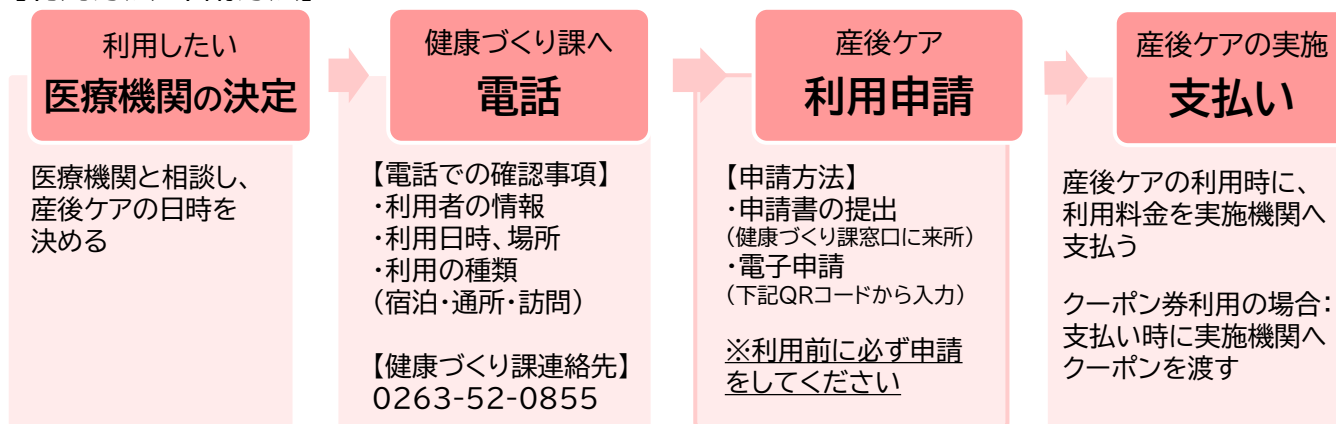 利用したい
医療機関の決定
医療機関と相談し、
産後ケアの日時を
決める
健康づくり課へ
電話
【電話での確認事項】
・利用者の情報
・利用日時、場所
・利用の種類
(宿泊・通所・訪問)
【健康づくり課連絡先】
0263-52-0855
産後ケア
利用申請
【申請方法】
・申請書の提出
(健康づくり課窓口に来所)
・電子申請
(下記QRコードから入力)
※利用前に必ず申請
をしてください
産後ケアの実施
支払い
産後ケアの利用時に、
利用料金を実施機関へ
支払う
クーポン券利用の場合:
支払い時に実施機関へ
クーポンを渡す